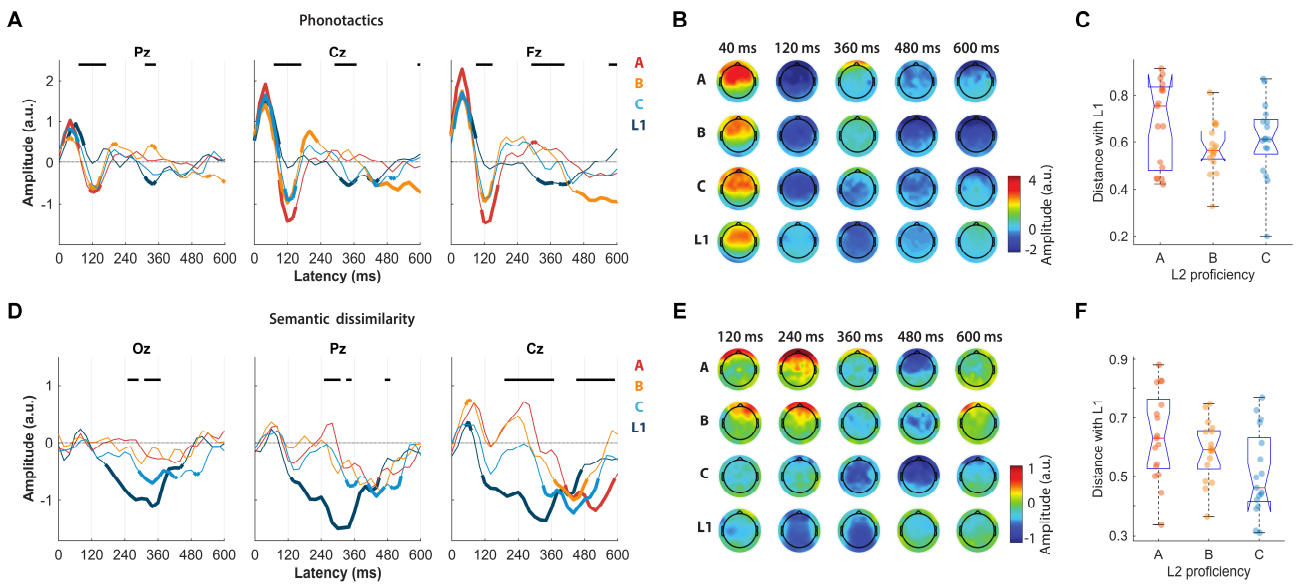 A
Phonotactics
Pz
Cz
Fz
A
B
C
L1
Amplitude (a.u.)
2
1
0
-1
0 120 240 360 480 600
0 120 240 360 480 600
0 120 240 360 480 600
Latency (ms)
B
40 ms 120 ms 360 ms 480 ms 600 ms
A
B
C
L1
4
0
-2
Amplitude (a.u.)
C
Distance with L1
0.8
0.6
0.4
0.2
A B C
L2 proficiency
D
Semantic dissimilarity
Oz
Pz
Cz
A
B
C
L1
Amplitude (a.u.)
1
0
-1
0 120 240 360 480 600
0 120 240 360 480 600
0 120 240 360 480 600
Latency (ms)
E
120 ms 240 ms 360 ms 480 ms 600 ms
A
B
C
L1
1
0
-1
Amplitude (a.u.)
F
Distance with L1
0.9
0.7
0.5
0.3
A B C
L2 proficiency